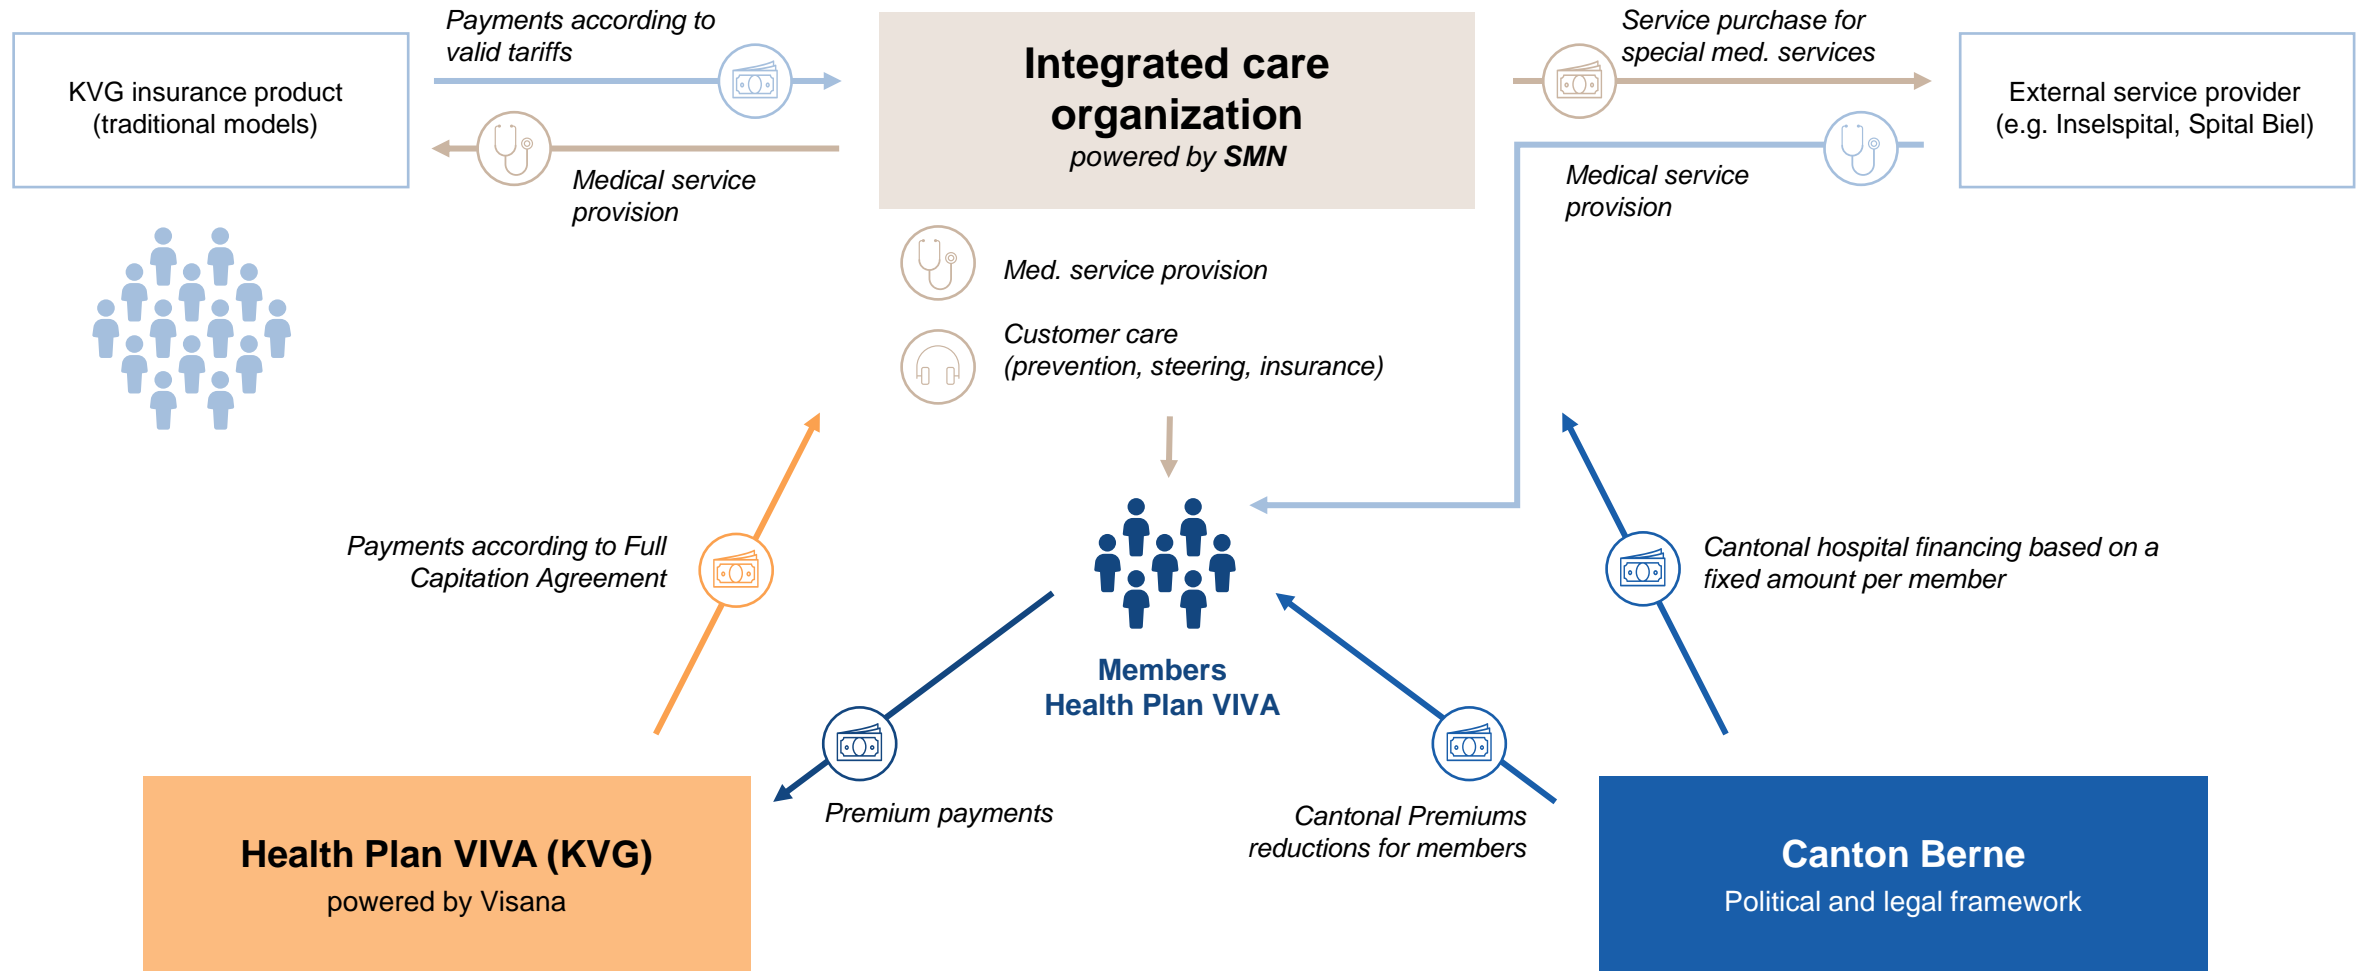 Payments according to
valid tariffs
Service purchase for
special med. services
KVG insurance product
(traditional models)
Integrated care
organization
powered by SMN
External service provider
(e.g. Inselspital, Spital Biel)
Medical service
provision
Medical service
provision
Med. service provision
Customer care
(prevention, steering, insurance)
Payments according to Full
Capitation Agreement
Cantonal hospital financing based on a
fixed amount per member
Members
Health Plan VIVA
Premium payments
Cantonal Premiums
reductions for members
Health Plan VIVA (KVG)
powered by Visana
Canton Berne
Political and legal framework